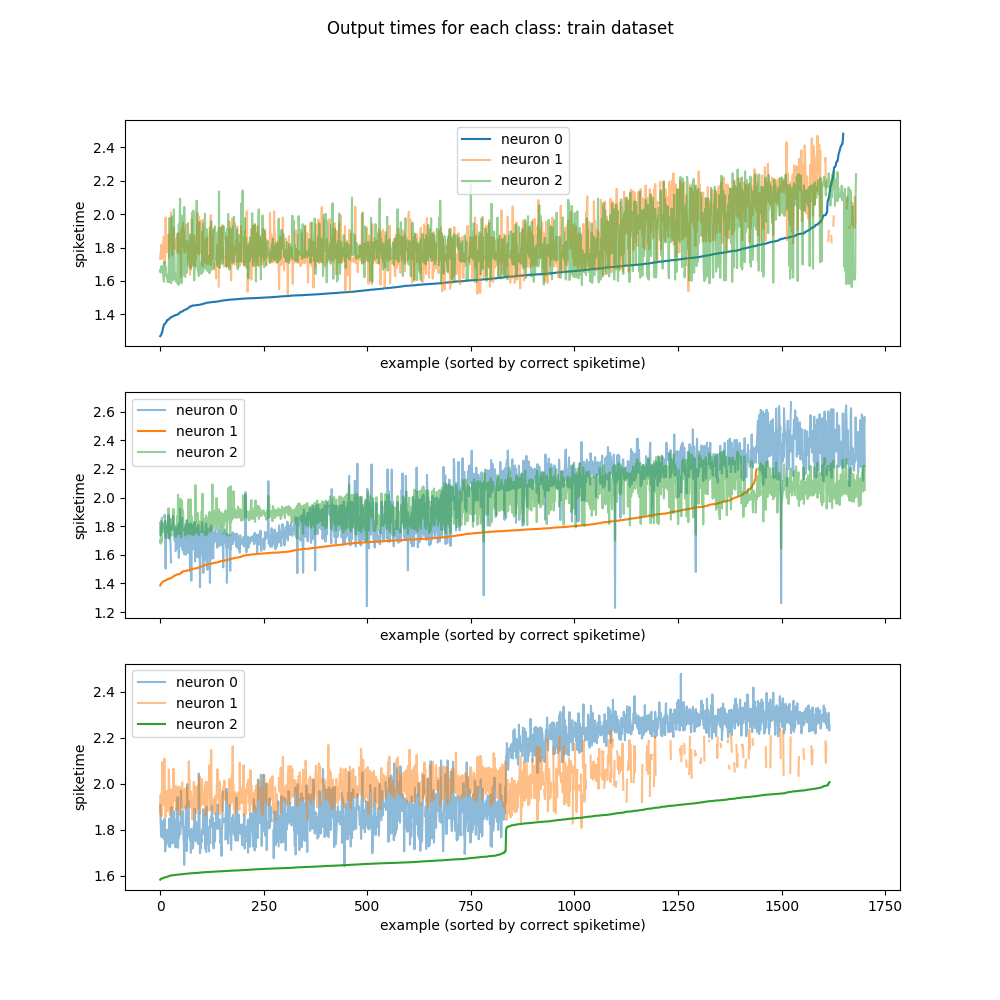 Output times for each class: train dataset
neuron 0
neuron 1
neuron 2
2.4
2.2
2.0
1.8
1.6
1.4
spiketime
example (sorted by correct spiketime)
neuron 0
neuron 1
neuron 2
2.6
2.4
2.2
2.0
1.8
1.6
1.4
1.2
spiketime
example (sorted by correct spiketime)
neuron 0
neuron 1
neuron 2
2.4
2.2
2.0
1.8
1.6
spiketime
0 250 500 750 1000 1250 1500 1750
example (sorted by correct spiketime)